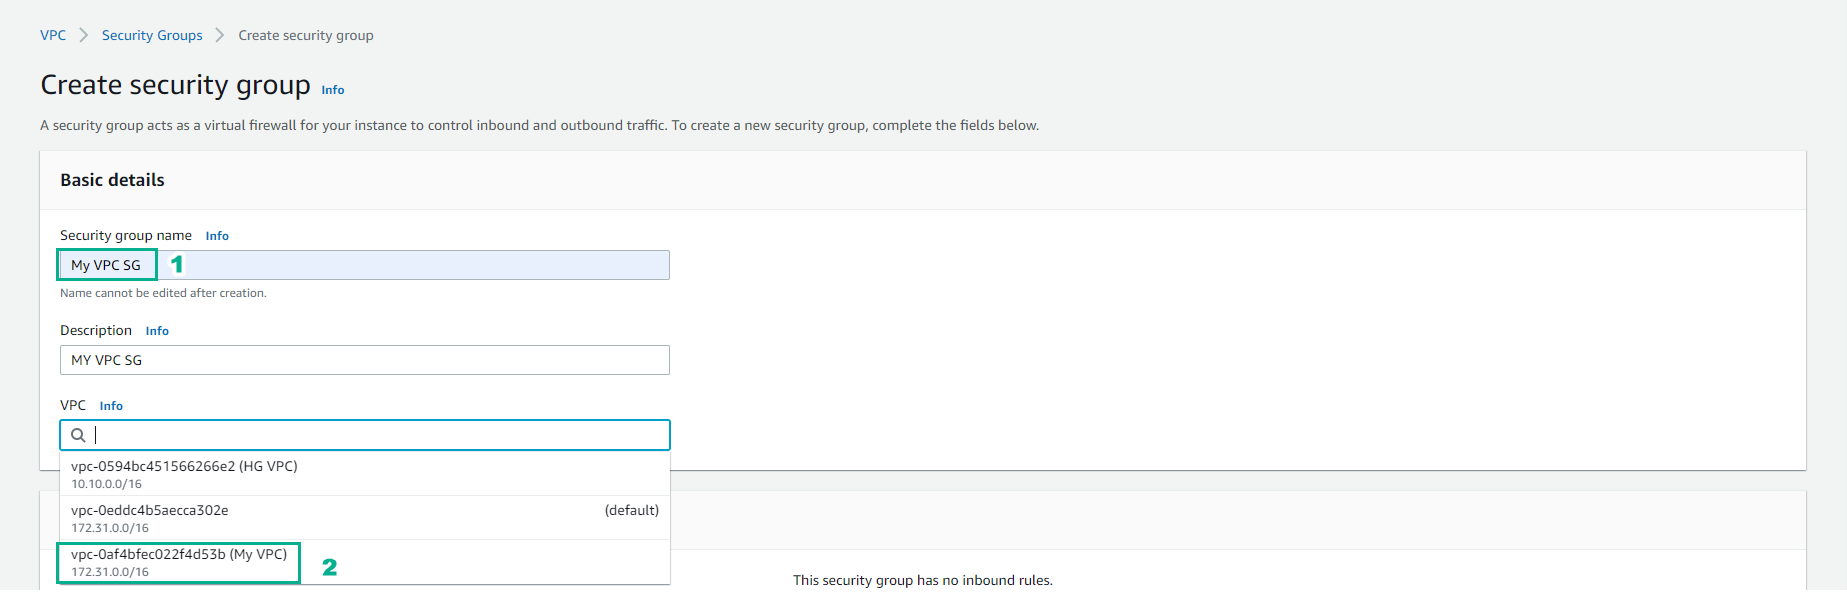 VPC > Security Groups > Create security group
Create security group Info
A security group acts as a virtual firewall for your instance to control inbound and outbound traffic. To create a new security group, complete the fields below.
Basic details
Security group name Info
My VPC SG 1
Name cannot be edited after creation.
Description Info
MY VPC SG
VPC Info
vpc-0594bc451566266e2 (HG VPC)
10.10.0.0/16
vpc-0eddc4b5aecca302e (default)
172.31.0.0/16
vpc-0af4bfec022f4d53b (My VPC) 2
172.31.0.0/16
This security group has no inbound rules.